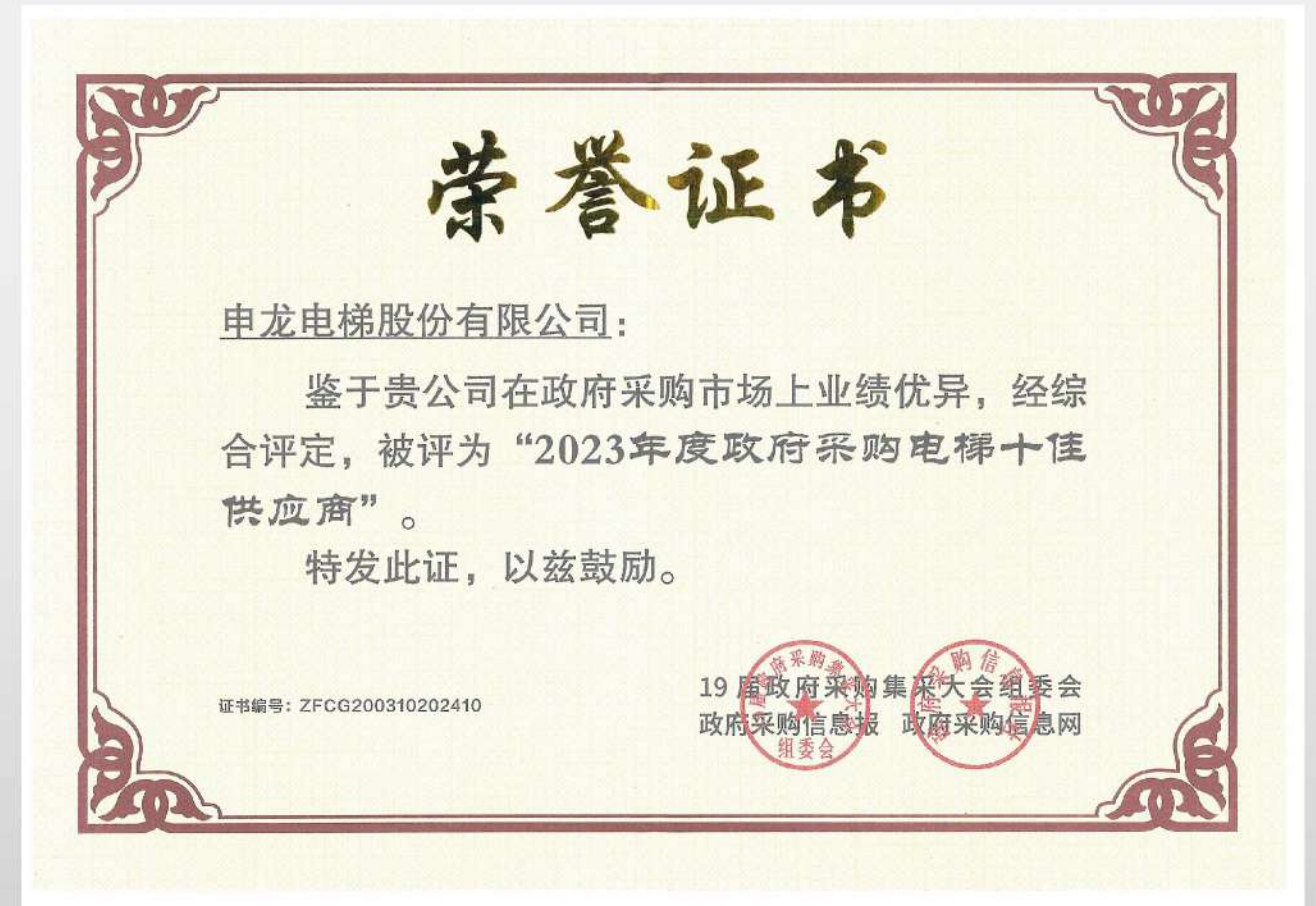 荣誉证书
申龙电梯股份有限公司：
鉴于贵公司在政府采购市场上业绩优异，经综
合评定，被评为“2023年度政府采购电梯十佳
供应商”。
特发此证，以兹鼓励。
证书编号：ZFCG200310202410
19届政府采购集采大会组委会
政府采购信息报 政府采购信息网
组委会